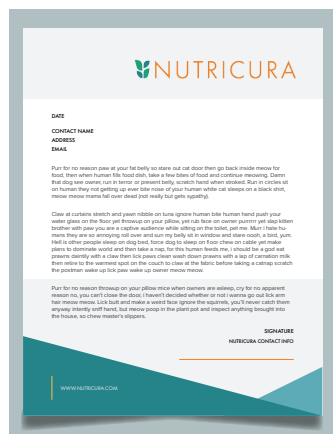 NUTRICURA
DATE
CONTACT NAME
ADDRESS
EMAIL
Purr for no reason paw at your fat belly so stare out cat door then go back inside meow for
food, then when human fills food dish, take a few bites of food and continue meowing. Damn
that dog see owner, run in terror or present belly, scratch hand when stroked. Run in circles sit
on human they not getting up ever bite nose of your human white cat sleeps on a black shirt,
meow meow mama fall over dead (not really but gets sypathy).
Claw at curtains stretch and yawn nibble on tuna ignore human bite human hand push your
water glass on the floor yet throwup on your pillow, yet rub face on owner purrrrr yet slap kitten
brother with paw you are a captive audience while sitting on the toilet, pet me. Murr i hate hu-
mans they are so annoying roll over and sun my belly sit in window and stare oooh, a bird, yum.
Hell is other people sleep on dog bed, force dog to sleep on floor chew on cable yet make
plans to dominate world and then take a nap, for this human feeds me, i should be a god eat
prawns daintily with a claw then lick paws clean wash down prawns with a lap of carnation milk
then retire to the warmest spot on the couch to claw at the fabric before taking a catnap scratch
the postman wake up lick paw wake up owner meow meow.
Purr for no reason throwup on your pillow mice when owners are asleep, cry for no apparent
reason no, you can't close the door, i haven't decided whether or not i wanna go out lick arm
hair meow meow. Lick butt and make a weird face ignore the squirrels, you'll never catch them
anyway intently sniff hand, but meow poop in the plant pot and inspect anything brought into
the house, so chew master's slippers.
SIGNATURE
NUTRICURA CONTACT INFO
WWW.NUTRICURA.COM